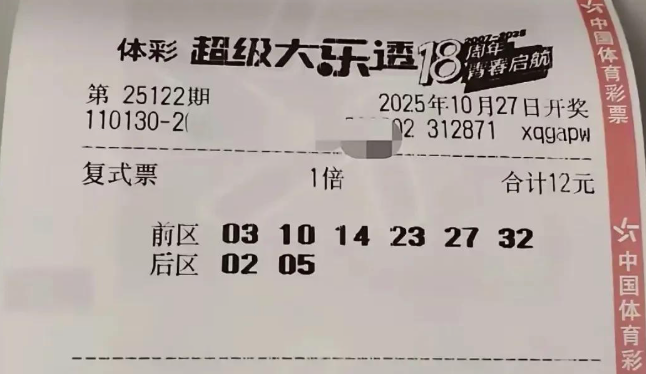 体彩 超级大乐透 18周年 青春启航
2007-2025
第 25122期 2025年10月27日开奖
110130-2 02 312871 xqgapw
复式票 1倍 合计12元
前区 03 10 14 23 27 32
后区 02 05
中国体育彩票
中国体育彩